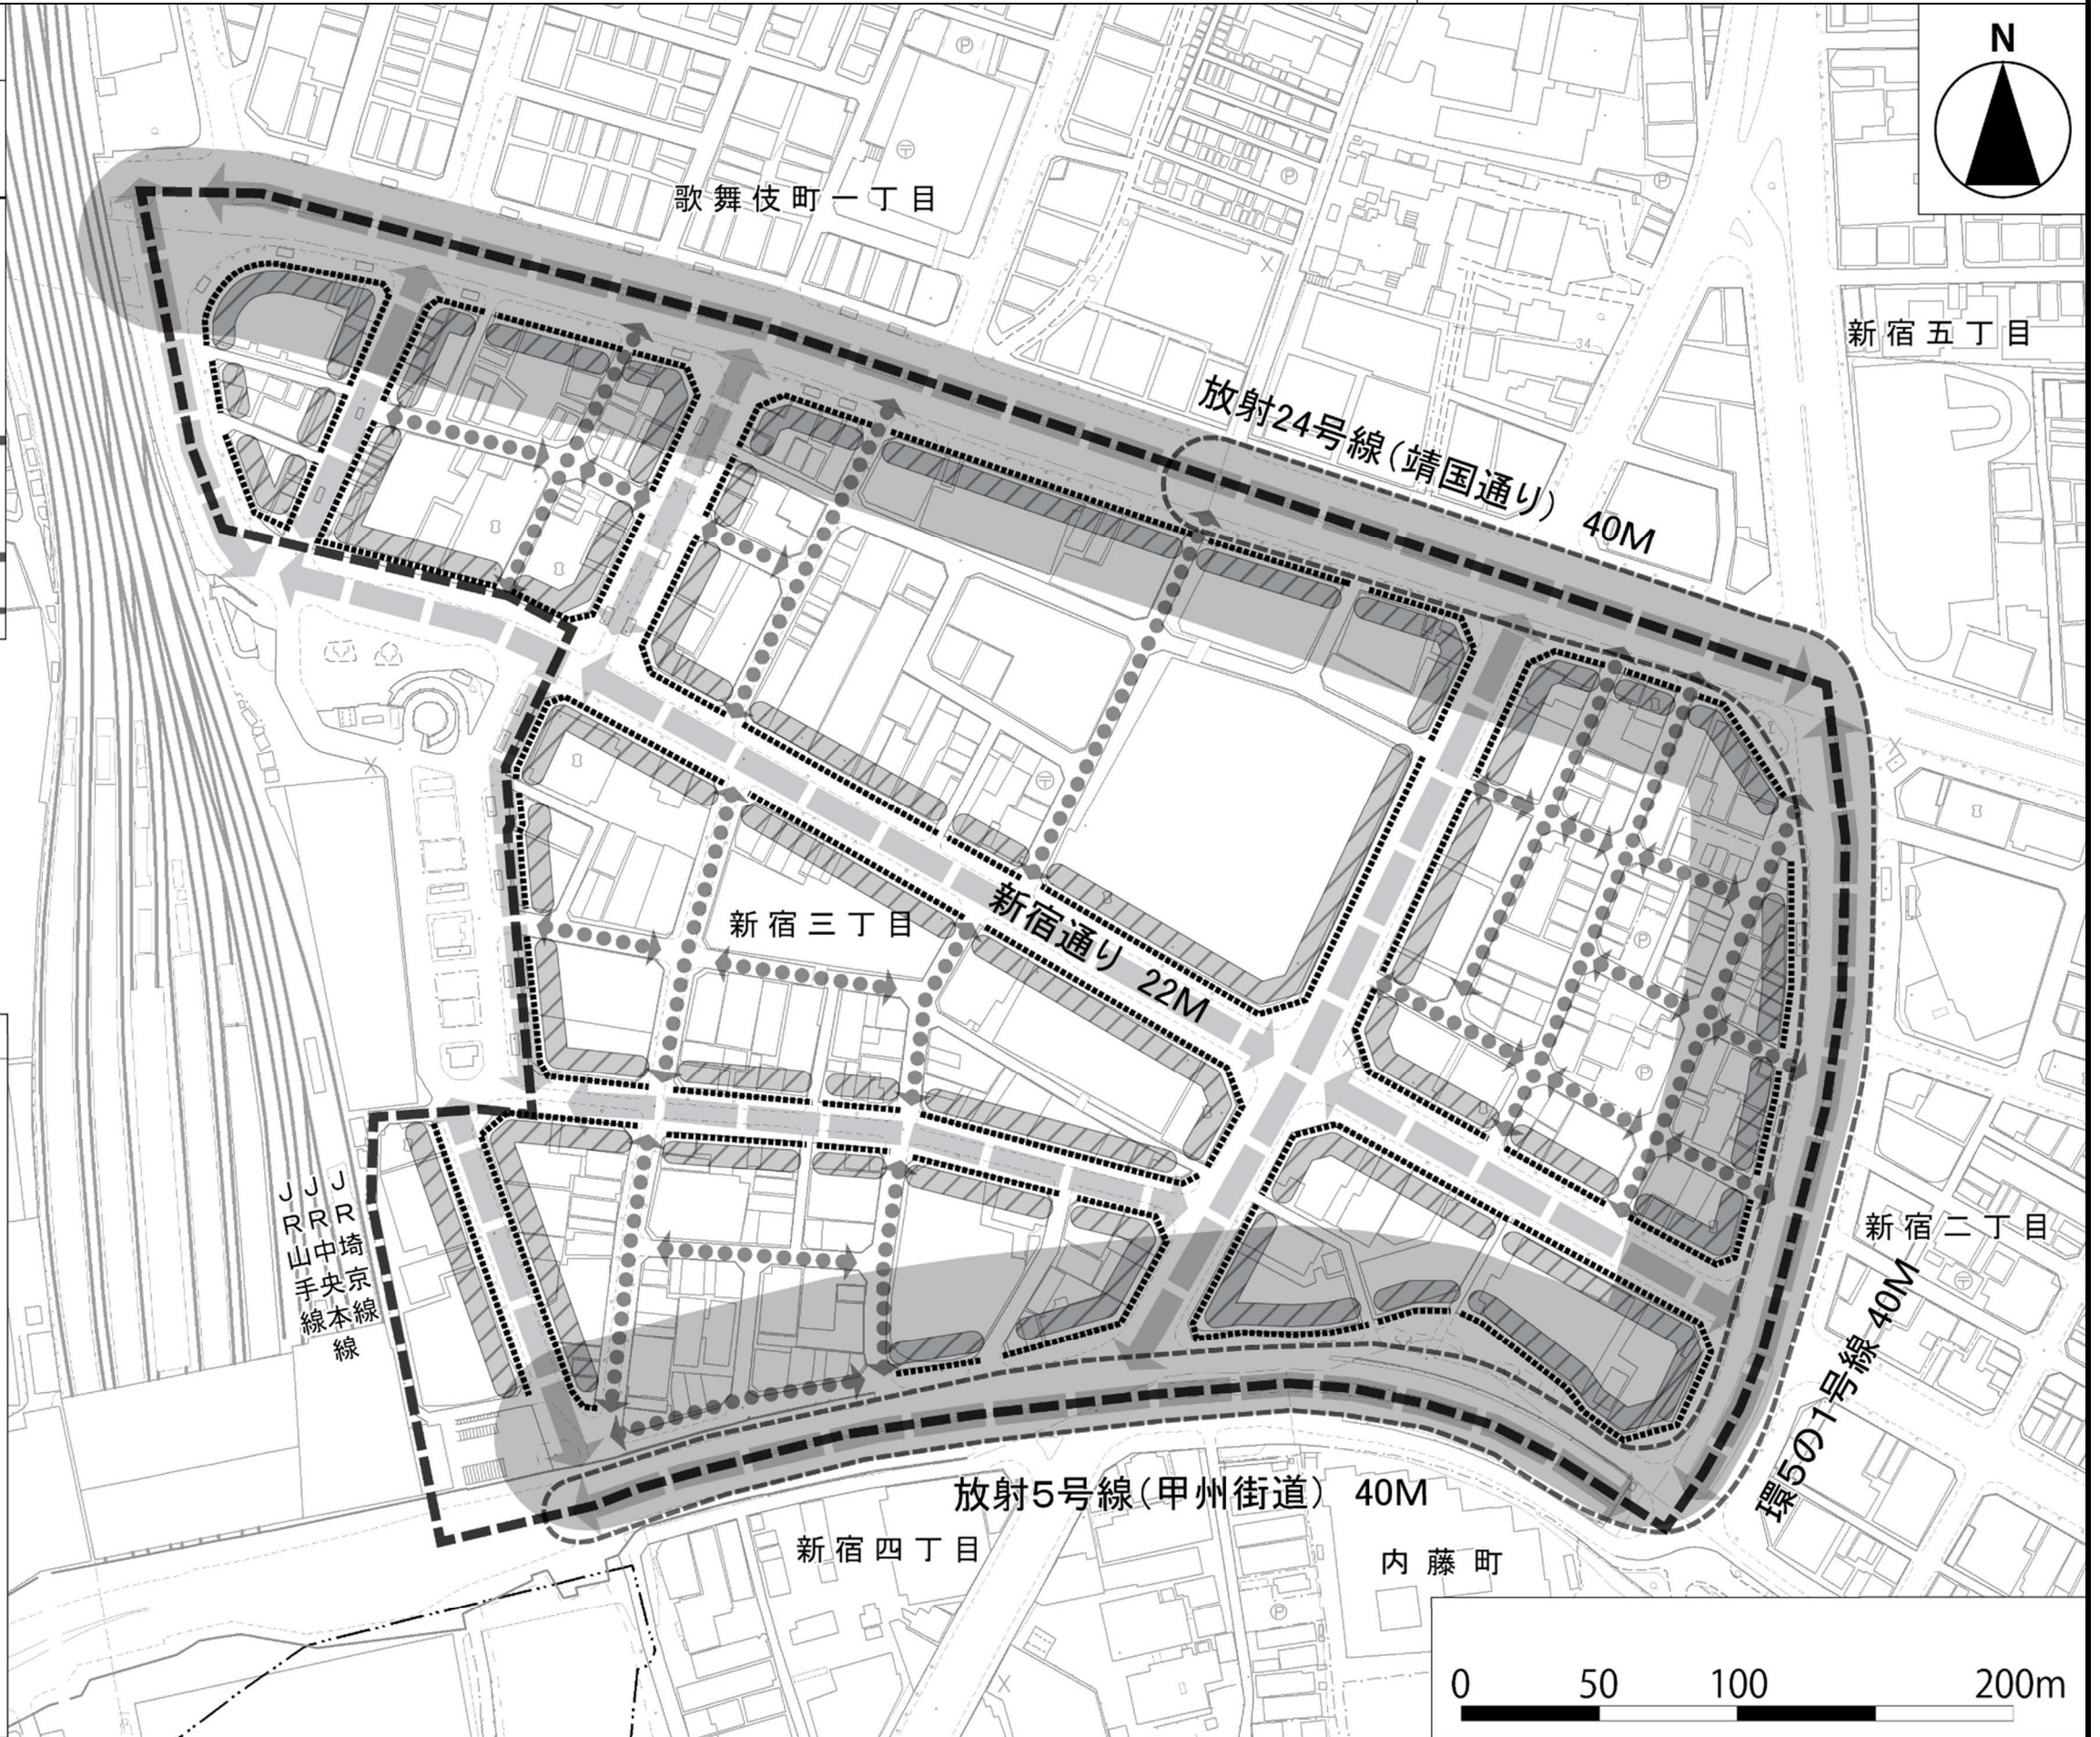 N
歌舞伎町一丁目
新宿五丁目
放射24号線(靖国通り) 40M
34
新宿三丁目
新宿通り 22M
新宿二丁目
環5の1号線 40M
JR埼京線
JR中央本線
JR山手線
放射5号線(甲州街道) 40M
新宿四丁目
内藤町
0 50 100 200m